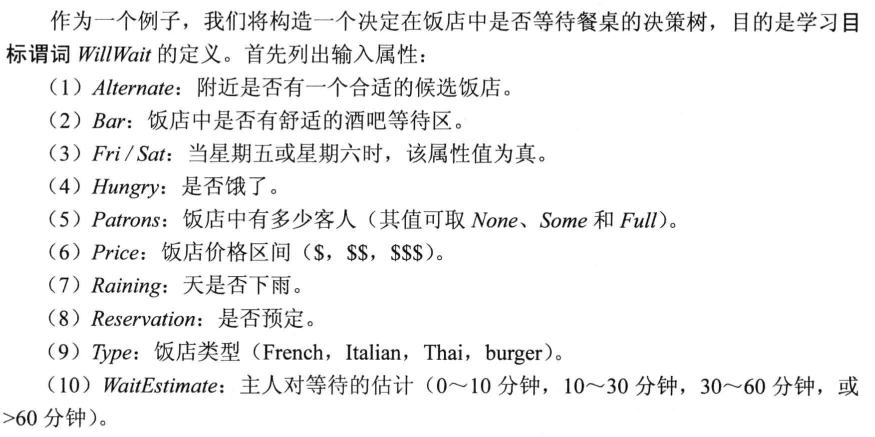 作为一个例子，我们将构造一个决定在饭店中是否等待餐桌的决策树，目的是学习目
标谓词 WillWait 的定义。首先列出输入属性：
（1）Alternate：附近是否有一个合适的候选饭店。
（2）Bar：饭店中是否有舒适的酒吧等待区。
（3）Fri / Sat：当星期五或星期六时，该属性值为真。
（4）Hungry：是否饿了。
（5）Patrons：饭店中有多少客人（其值可取 None、Some 和 Full）。
（6）Price：饭店价格区间（$，$$，$$$）。
（7）Raining：天是否下雨。
（8）Reservation：是否预定。
（9）Type：饭店类型（French，Italian，Thai，burger）。
（10）WaitEstimate：主人对等待的估计（0～10 分钟，10～30 分钟，30～60 分钟，或
>60 分钟）。